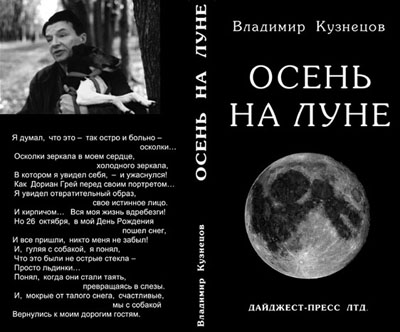 Я думал, что это – так остро и больно –
осколки...
Осколки зеркала в моем сердце,
холодного зеркала,
В котором я увидел себя, – и ужаснулся!
Как Дориан Грей перед своим портретом...
Я увидел отвратительный образ,
свое истинное лицо.
И кирпичом... Вся моя жизнь вдребезги!
Но 26 октября, в мой День Рождения
пошел снег,
И все пришли, никто меня не забыл!
И, гуляя с собакой, я понял,
Что это были не острые стекла –
Просто льдинки...
Понял, когда они стали таять,
превращаясь в слезы.
И, мокрые от талого снега, счастливые,
мы с собакой
Вернулись к моим дорогим гостям.
Владимир Кузнецов ОСЕНЬ НА ЛУНЕ
Владимир Кузнецов
ОСЕНЬ
НА ЛУНЕ
ДАЙДЖЕСТ-ПРЕСС ЛТД.